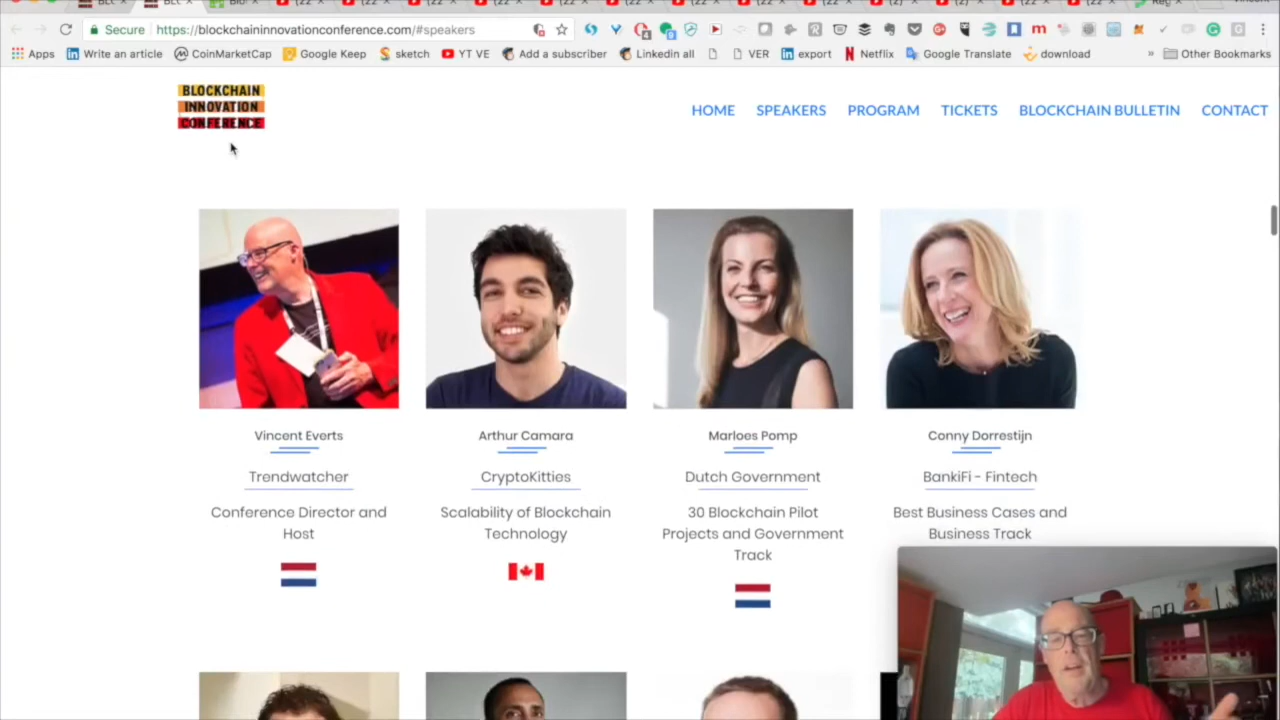 Secure
https://blockchaininnovationconference.com/#speakers
Apps
Write an article
CoinMarketCap
Google Keep
sketch
YT VE
Add a subscriber
Linkedin all
VER
export
Netflix
Google Translate
download
»
Other Bookmarks
BLOCKCHAIN
INNOVATION
CONFERENCE
HOME
SPEAKERS
PROGRAM
TICKETS
BLOCKCHAIN BULLETIN
CONTACT
Vincent Everts
Arthur Camara
Marloes Pomp
Conny Dorrestijn
Trendwatcher
CryptoKitties
Dutch Government
BankiFi - Fintech
Conference Director and
Host
Scalability of Blockchain
Technology
30 Blockchain Pilot
Projects and Government
Track
Best Business Cases and
Business Track